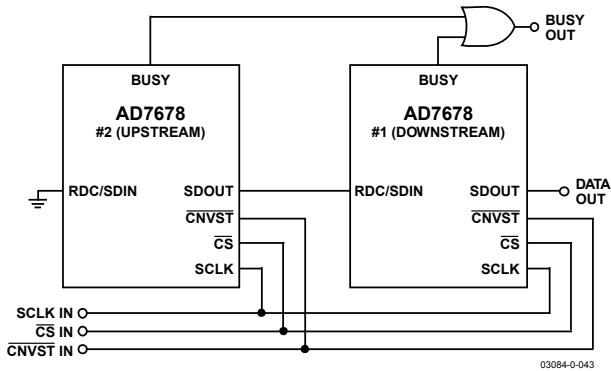 BUSY
OUT
BUSY
AD7678
#2 (UPSTREAM)
RDC/SDIN
SDOUT
CNVST
CS
SCLK
BUSY
AD7678
#1 (DOWNSTREAM)
RDC/SDIN
SDOUT
CNVST
CS
SCLK
DATA
OUT
SCLK IN
CS IN
CNVST IN
03084-0-043